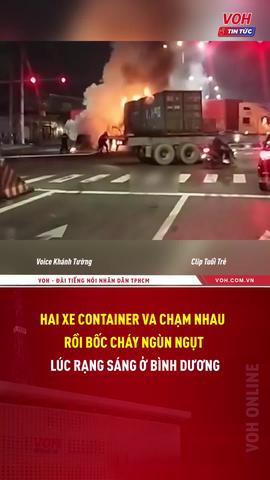 VOH
TIN TỨC
Voice Khánh Tường
Clip Tuổi Trẻ
VOH - ĐÀI TIẾNG NÓI NHÂN DÂN TPHCM
VOH.COM.VN
HAI XE CONTAINER VA CHẠM NHAU
RỒI BỐC CHÁY NGÙN NGỤT
LÚC RẠNG SÁNG Ở BÌNH DƯƠNG
VOH ONLINE
VOH